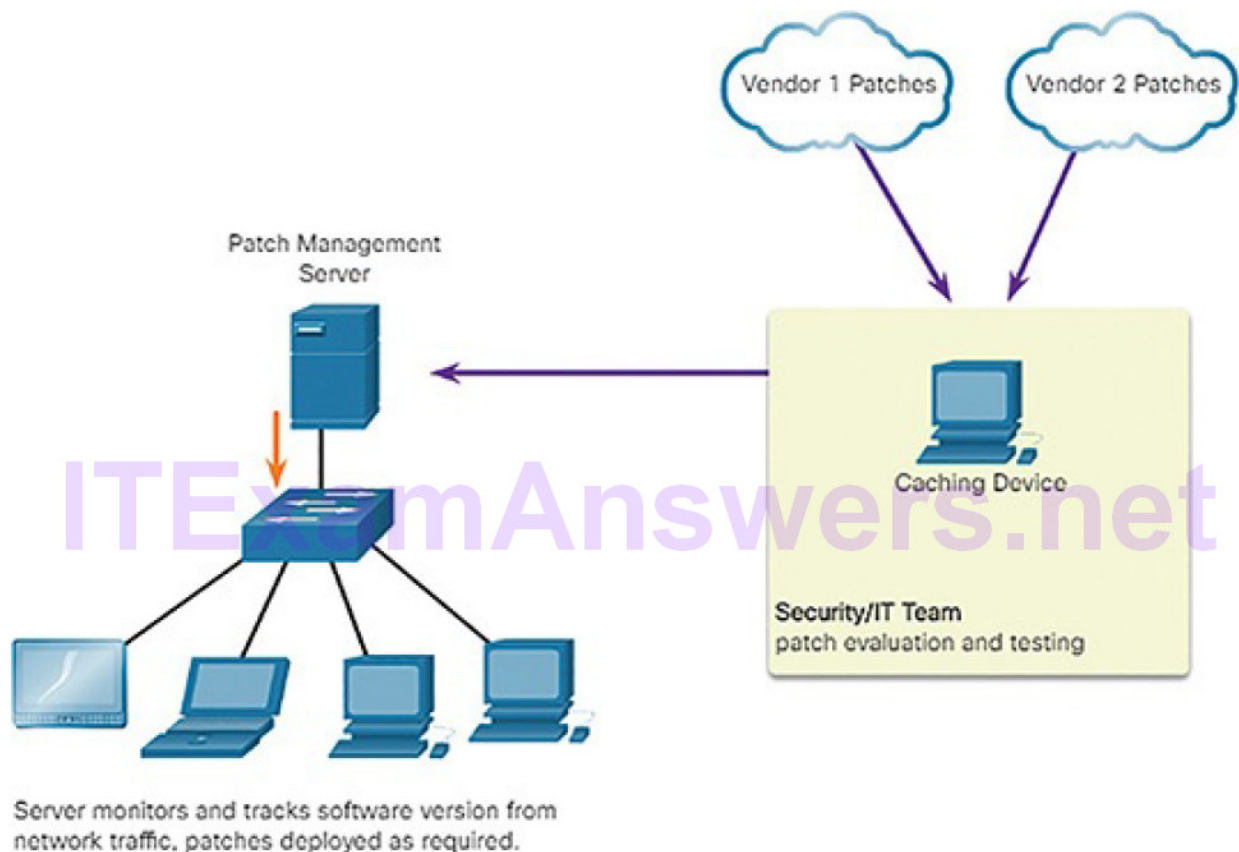 Vendor 1 Patches
Vendor 2 Patches
Patch Management
Server
Caching Device
ITExamAnswers.net
Security/IT Team
patch evaluation and testing
Server monitors and tracks software version from
network traffic, patches deployed as required.